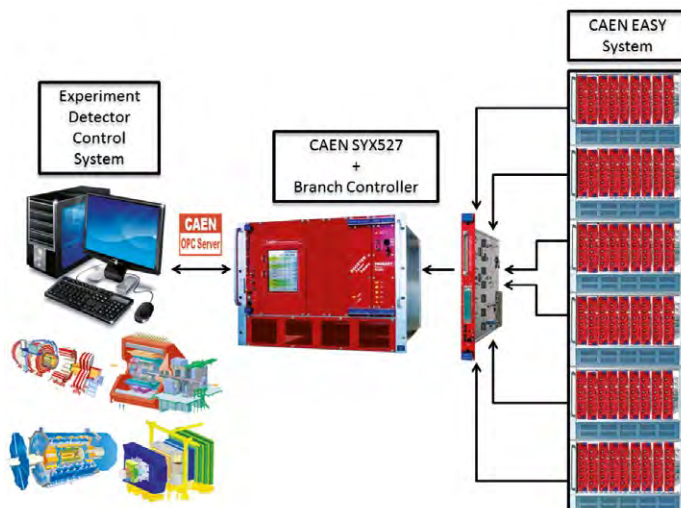 CAEN EASY
System
Experiment
Detector
Control
System
CAEN SYX527
+
Branch Controller
CAEN
OPC Server